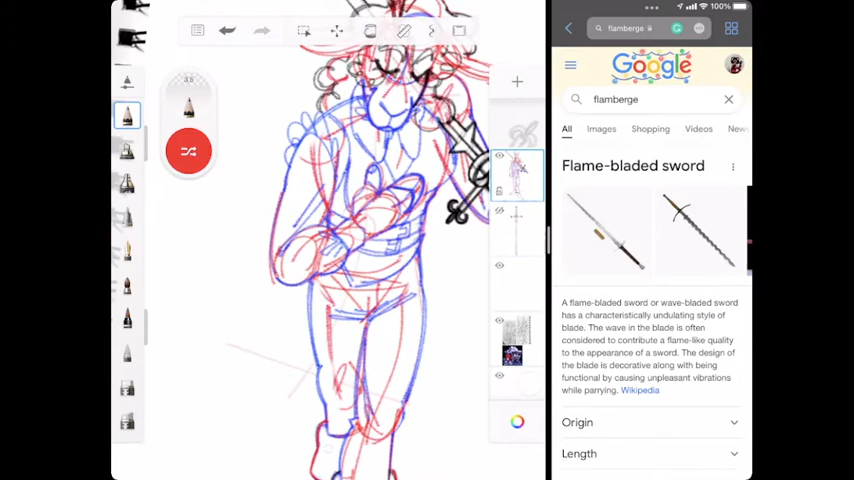 100%
flamberge
Google
flamberge
All Images Shopping Videos News
Flame-bladed sword
A flame-bladed sword or wave-bladed sword
has a characteristically undulating style of
blade. The wave in the blade is often
considered to contribute a flame-like quality
to the appearance of a sword. The design of
the blade is decorative along with being
functional by causing unpleasant vibrations
while parrying. Wikipedia
Origin
Length
3.5